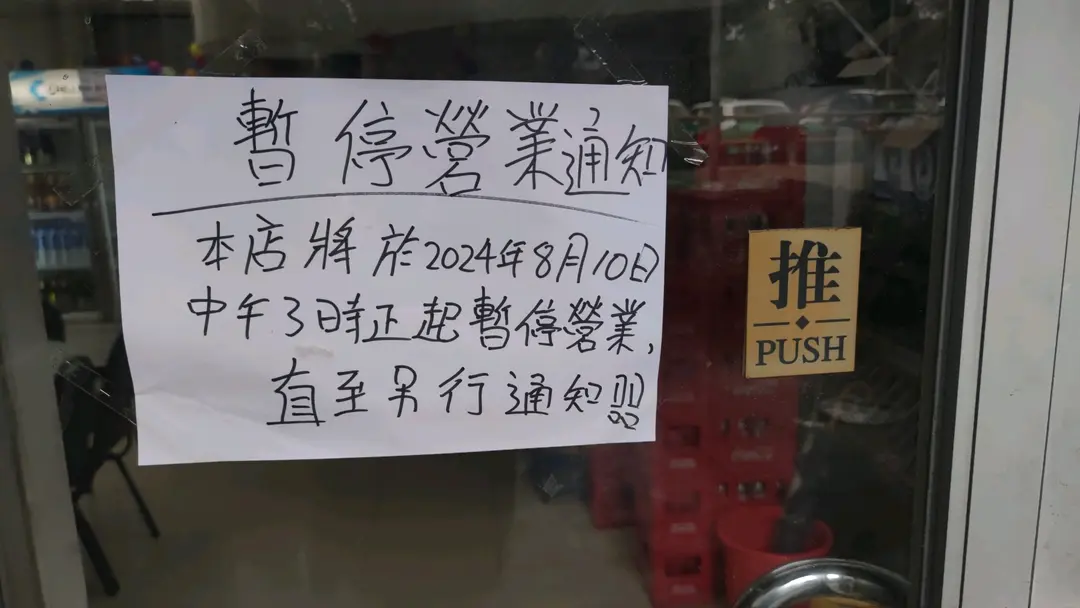 暫停營業通知
本店將於2024年8月10日
中午3時正起暫停營業,
直至另行通知
推
PUSH